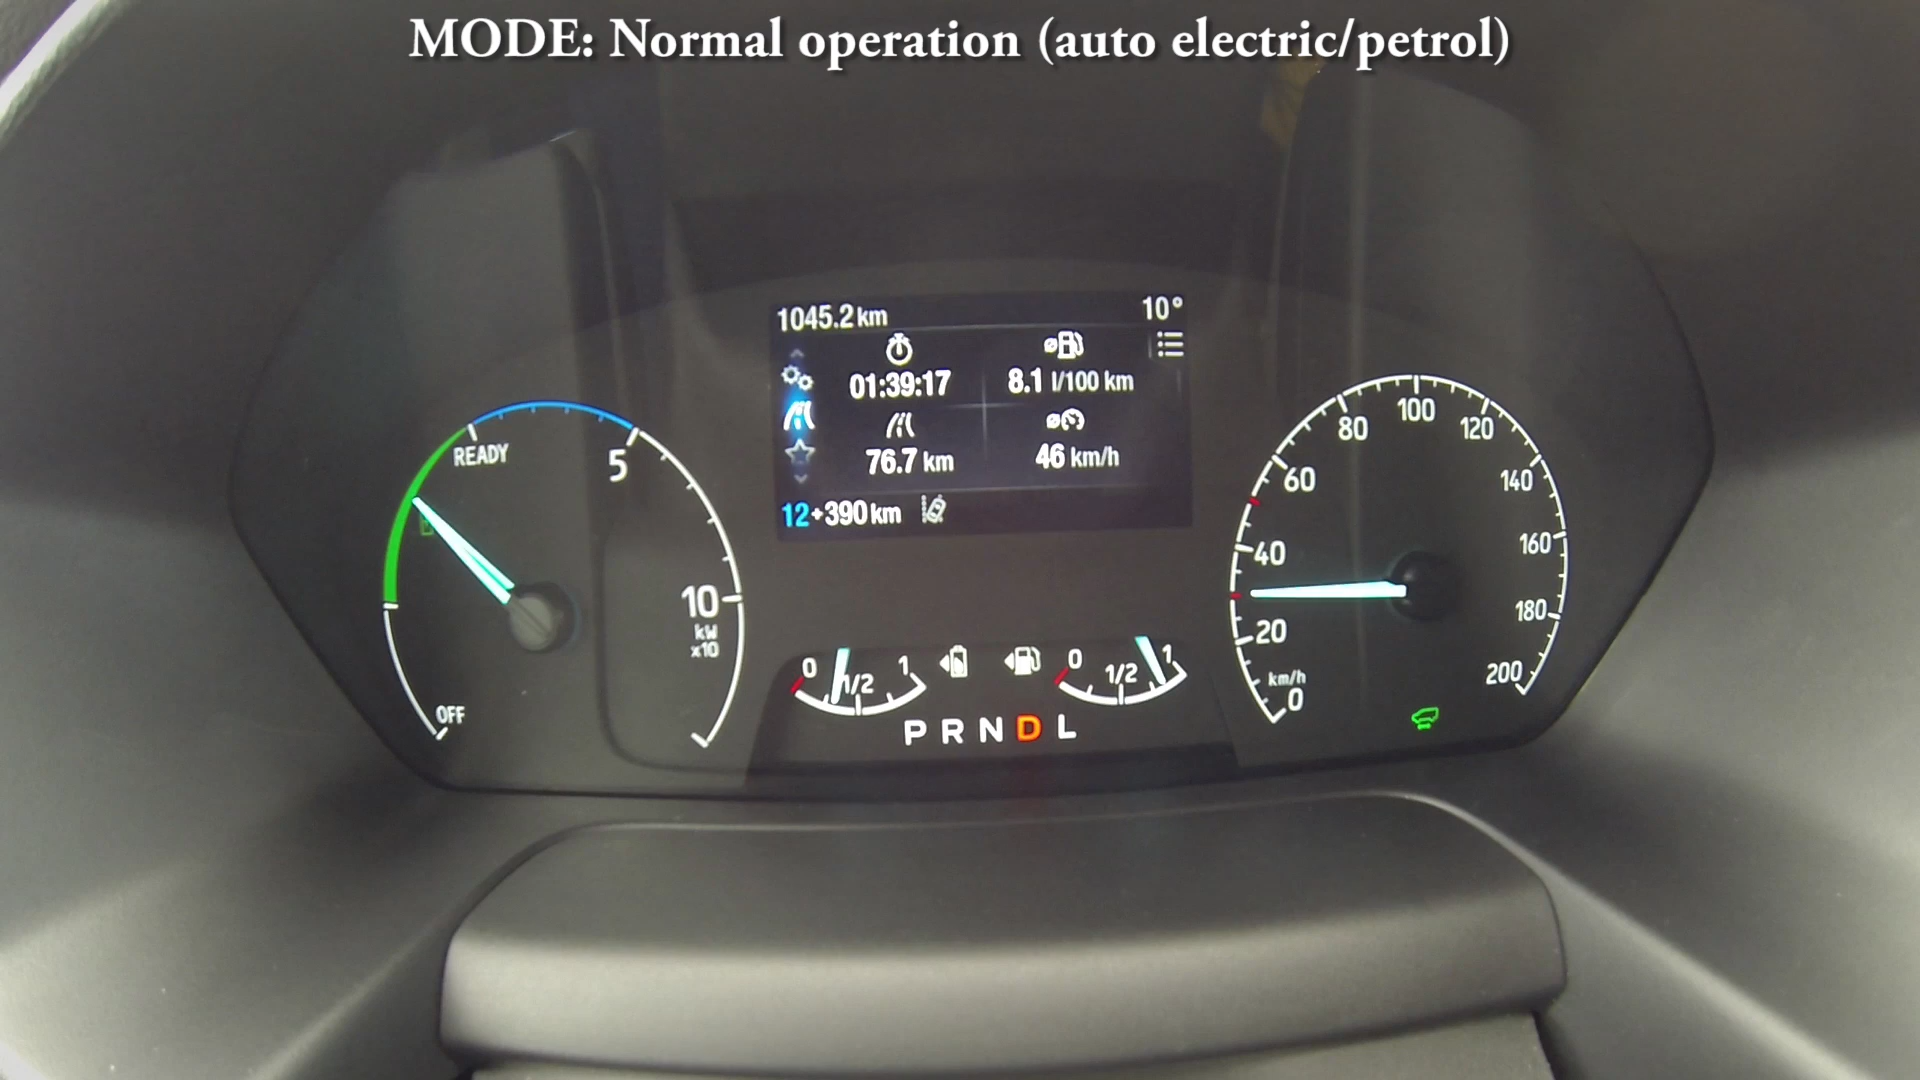 MODE: Normal operation (auto electric/petrol)
1045.2 km 10°
01:39:17 8.1 l/100 km
76.7 km 46 km/h
12+390 km
READY
5
10
kW
x10
OFF
0 1/2 1
0 1/2 1
P R N D L
0
20
40
60
80
100
120
140
160
180
200
km/h